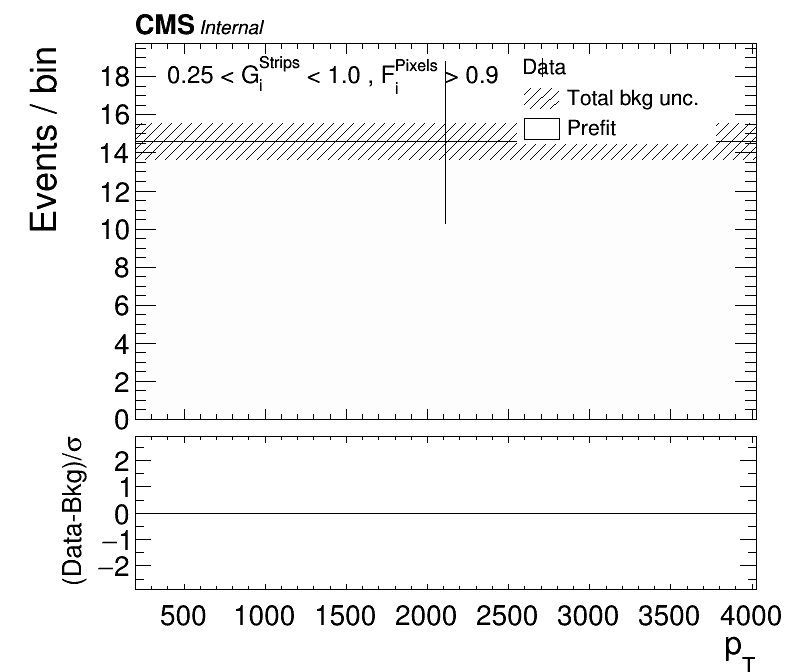 CMS Internal
Events / bin
0.25 < G_i^Strips < 1.0 , F_i^Pixels > 0.9
Data
Total bkg unc.
Prefit
18
16
14
12
10
8
6
4
2
0
(Data-Bkg)/σ
2
1
0
−1
−2
500 1000 1500 2000 2500 3000 3500 4000
p_T